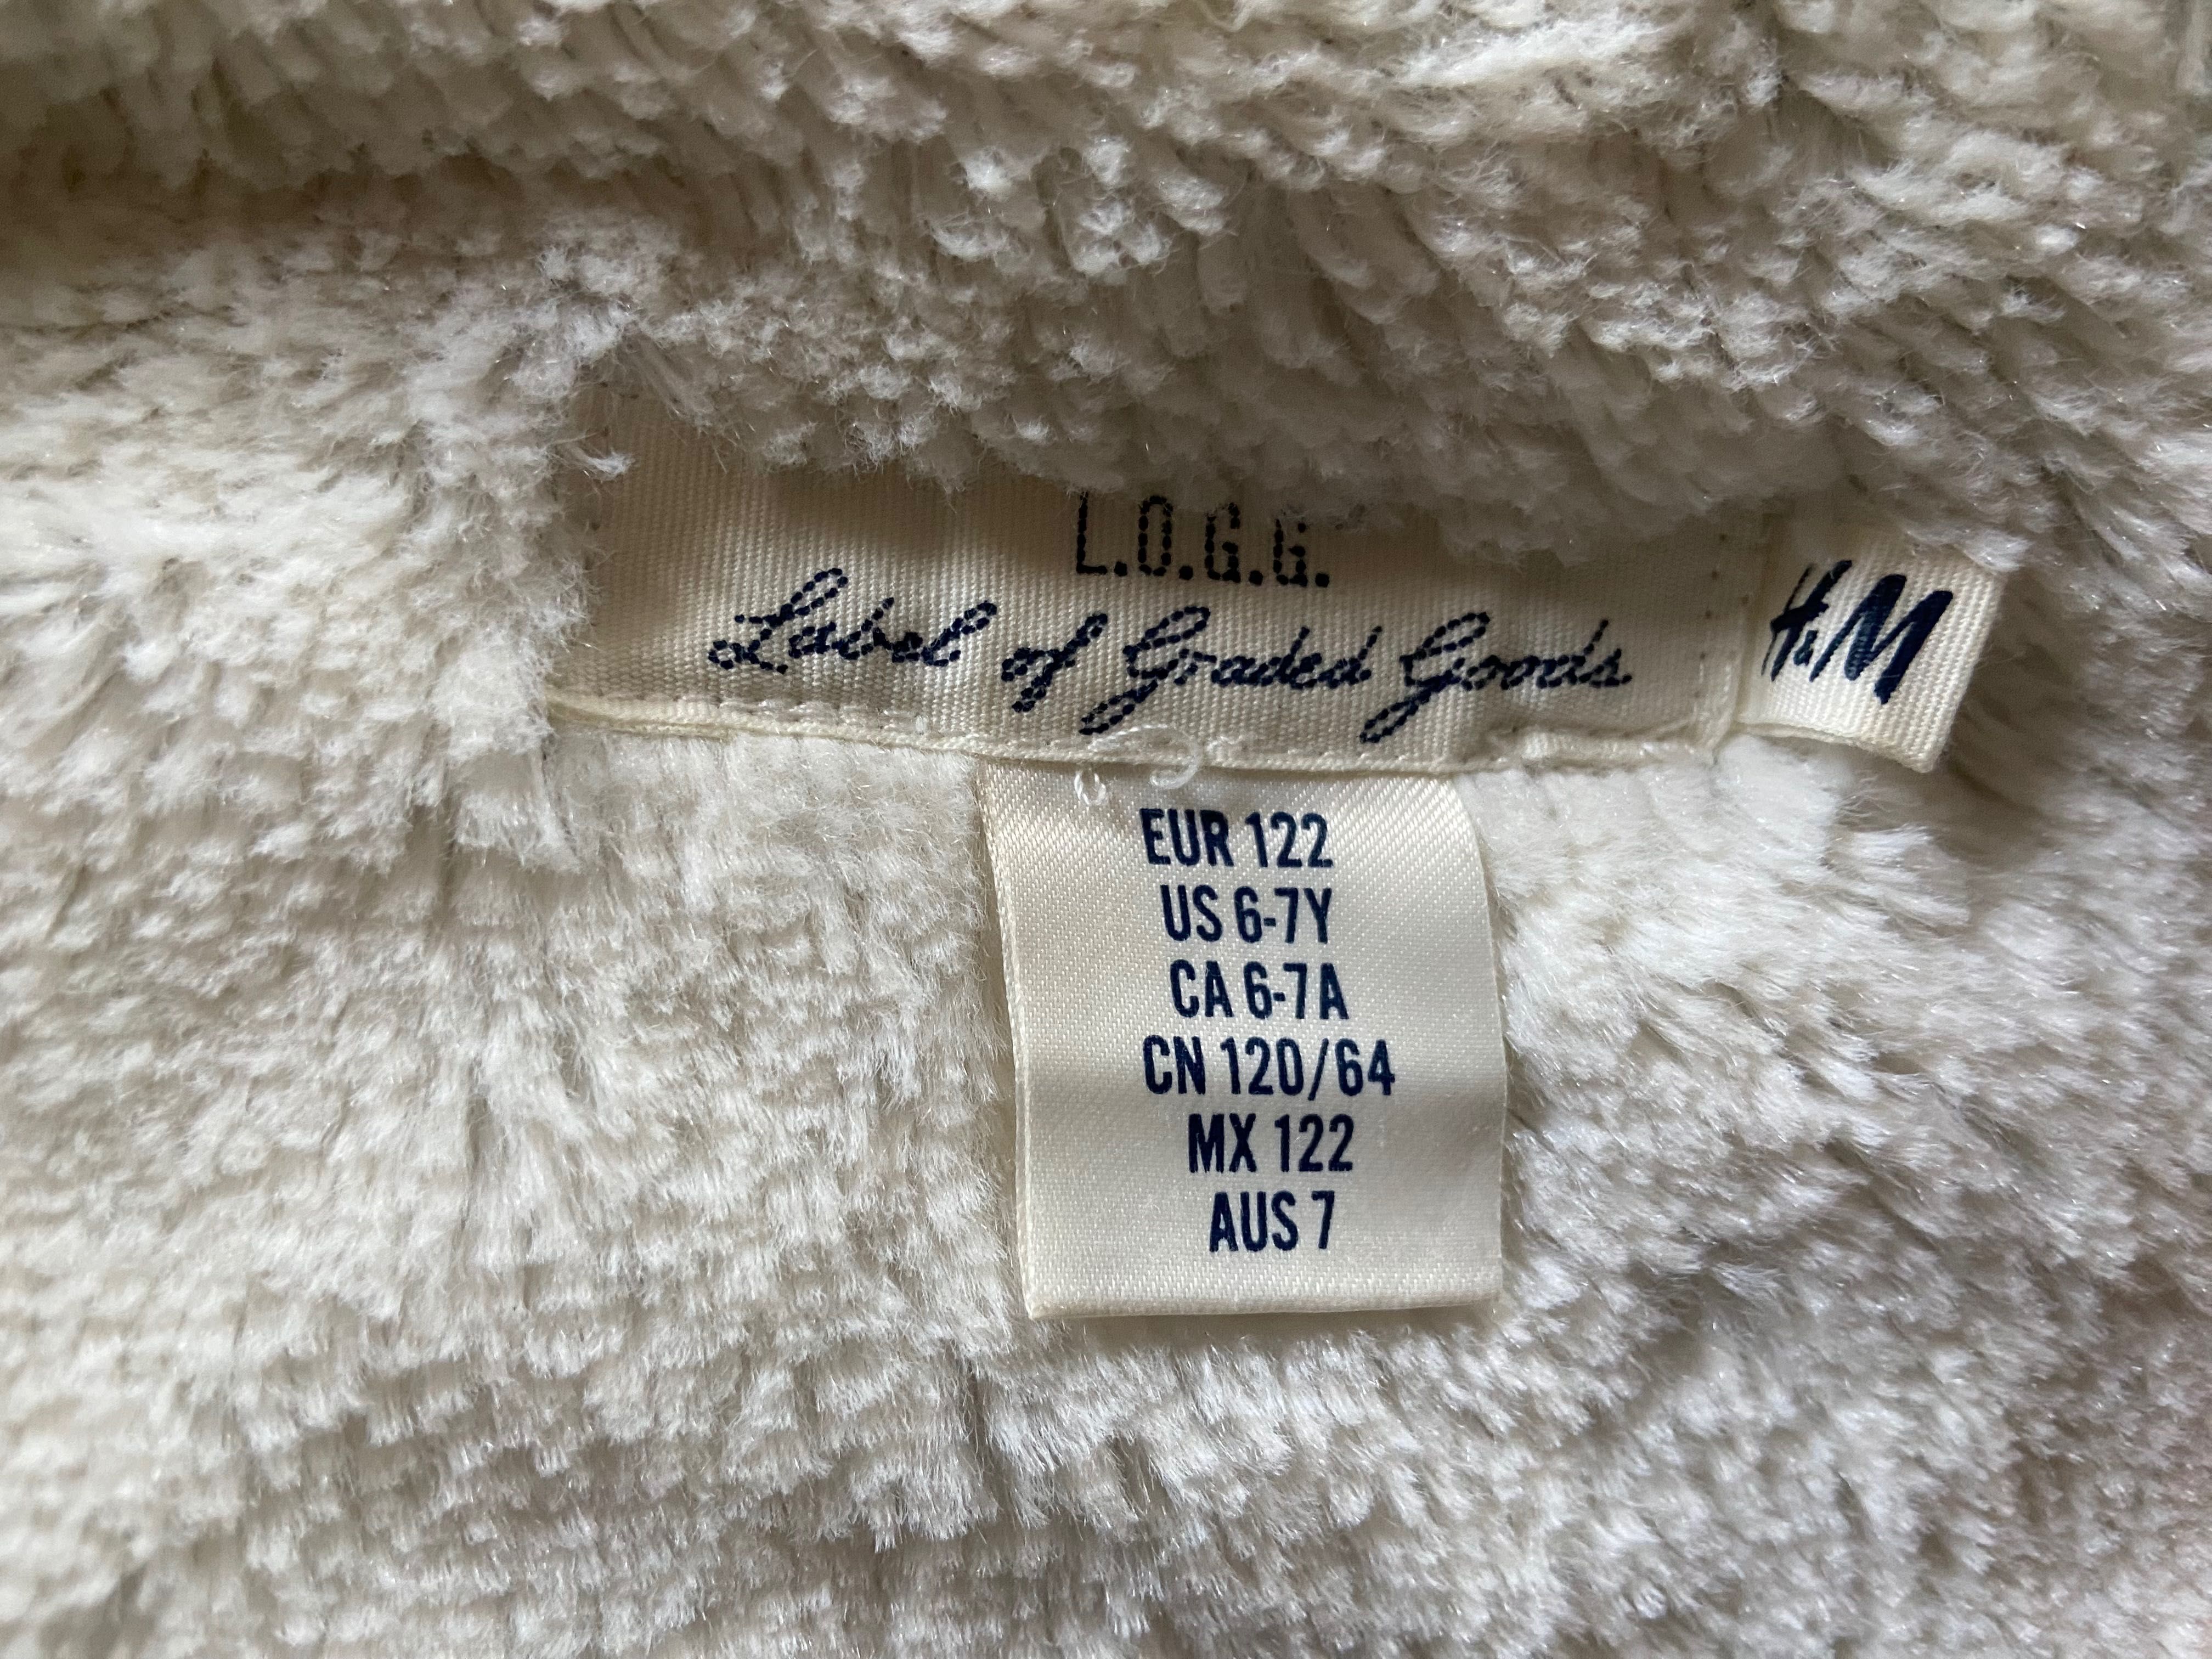 L.O.G.G.
Label of Graded Goods
H&M
EUR 122
US 6-7Y
CA 6-7A
CN 120/64
MX 122
AUS 7